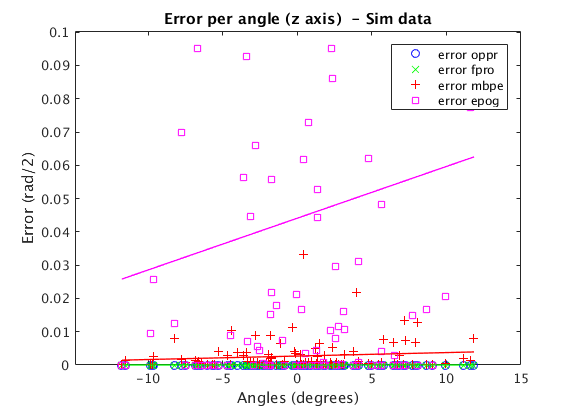 Error per angle (z axis) - Sim data
0.1
0.09
0.08
0.07
0.06
0.05
0.04
0.03
0.02
0.01
0
Error (rad/2)
error oppr
error fpro
error mbpe
error epog
-10
-5
0
5
10
15
Angles (degrees)